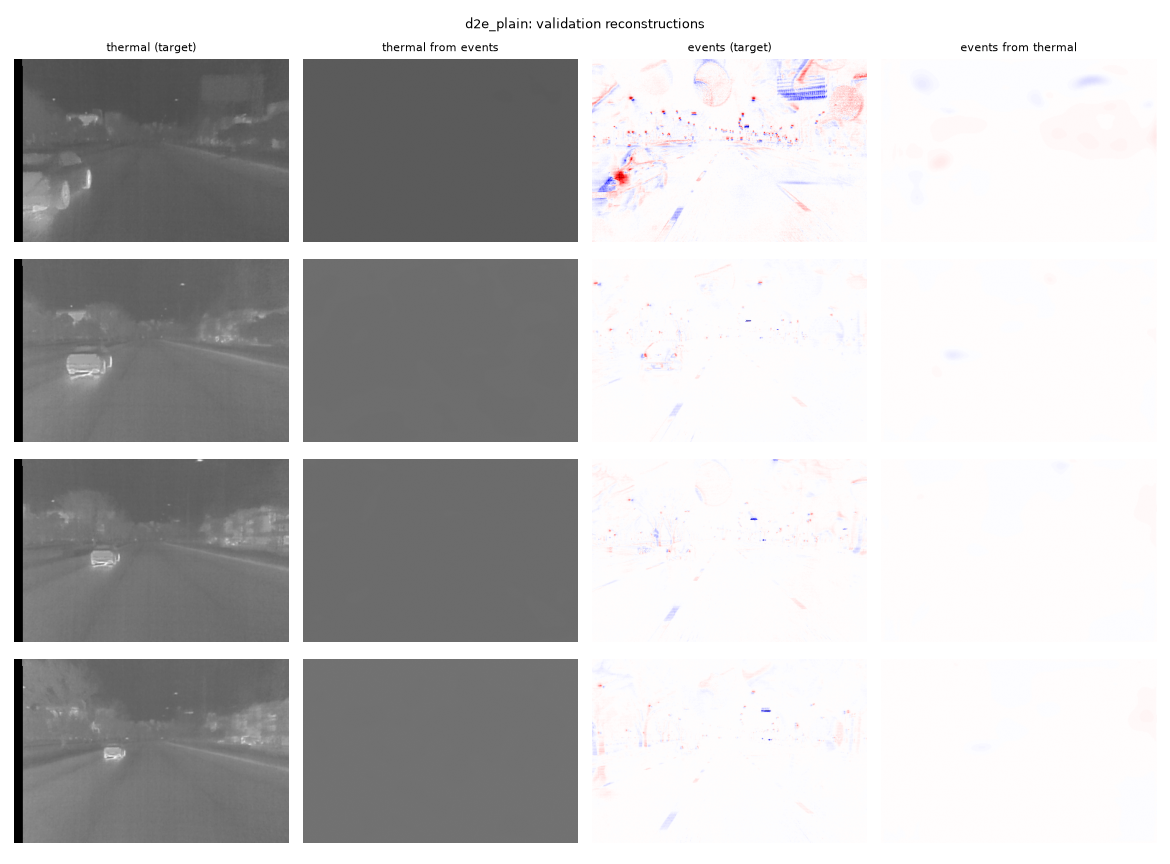 d2e_plain: validation reconstructions
thermal (target)
thermal from events
events (target)
events from thermal